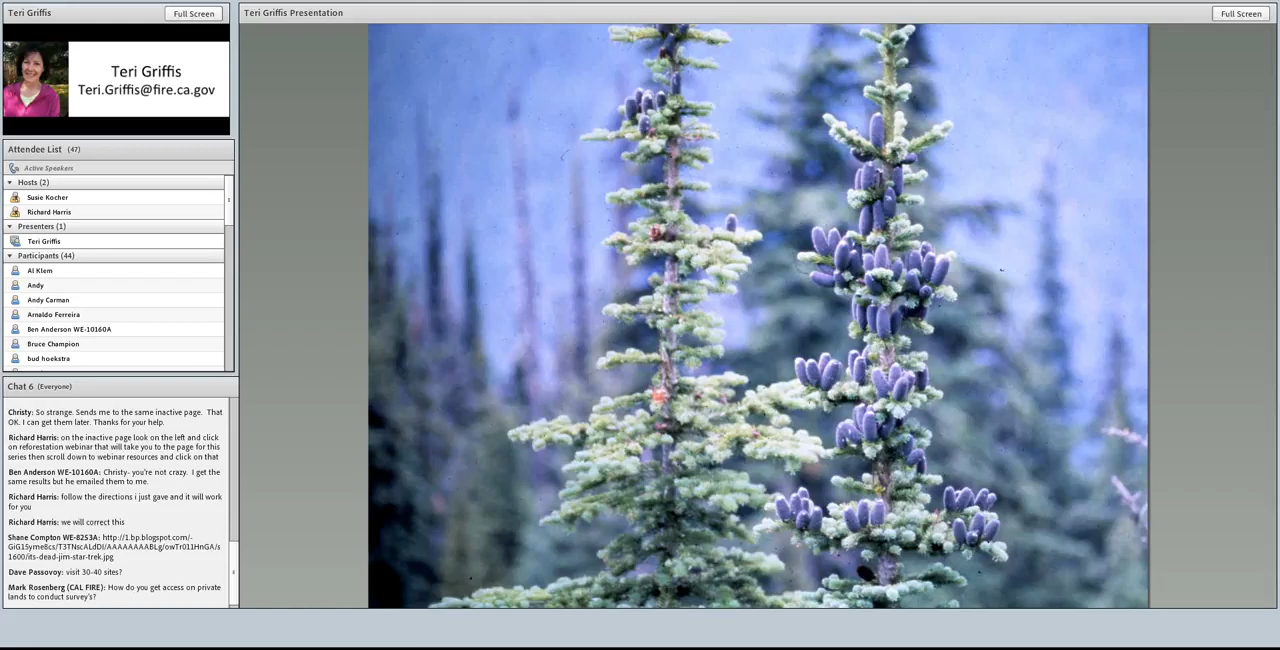 Teri Griffis
Full Screen
Teri Griffis
Teri.Griffis@fire.ca.gov
Attendee List (47)
Active Speakers
Hosts (2)
Susie Kocher
Richard Harris
Presenters (1)
Teri Griffis
Participants (44)
Al Klem
Andy
Andy Carman
Arnaldo Ferreira
Ben Anderson WE-10160A
Bruce Champion
bud hoekstra
Chat 6 (Everyone)
Christy: So strange. Sends me to the same inactive page. That
OK. I can get them later. Thanks for your help.
Richard Harris: on the inactive page look on the left and click
on reforestation webinar that will take you to the page for this
series then scroll down to webinar resources and click on that
Ben Anderson WE-10160A: Christy- you're not crazy. I get the
same results but he emailed them to me.
Richard Harris: follow the directions i just gave and it will work
for you
Richard Harris: we will correct this
Shane Compton WE-8253A: http://1.bp.blogspot.com/-
GiG15yme8cs/T3TNscALdDI/AAAAAAAABLg/owTr011HnGA/s
1600/its-dead-jim-star-trek.jpg
Dave Passovoy: visit 30-40 sites?
Mark Rosenberg (CAL FIRE): How do you get access on private
lands to conduct survey's?
Teri Griffis Presentation
Full Screen